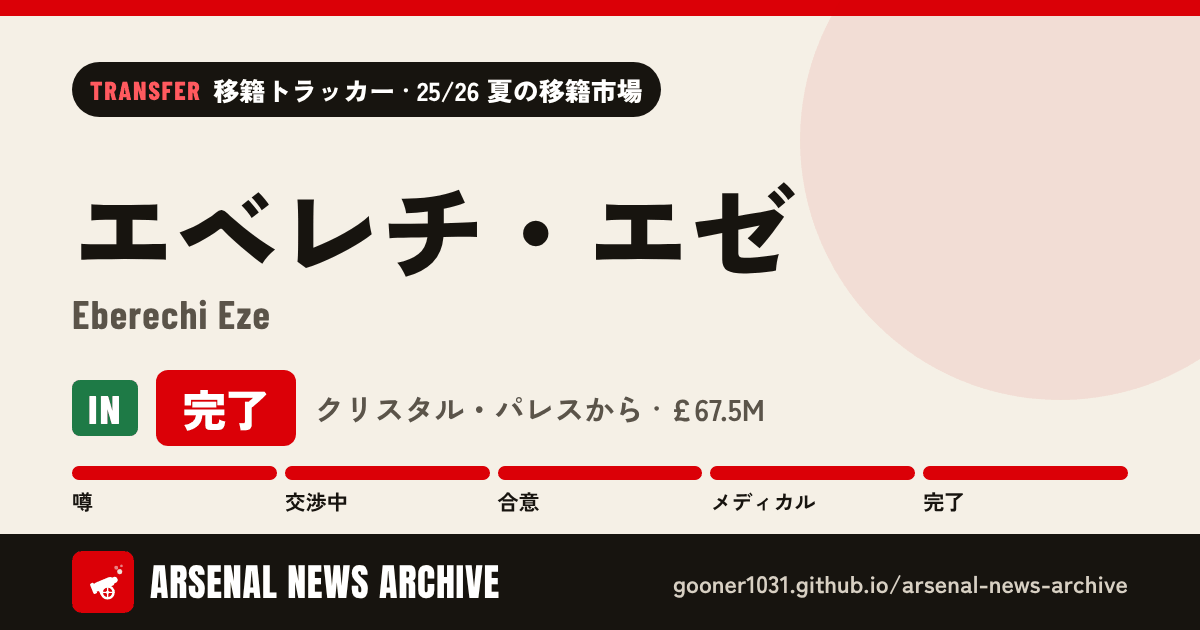 TRANSFER 移籍トラッカー · 25/26 夏の移籍市場
エベレチ・エゼ
Eberechi Eze
IN 完了 クリスタル・パレスから · £67.5M
噂 交渉中 合意 メディカル 完了
ARSENAL NEWS ARCHIVE gooner1031.github.io/arsenal-news-archive